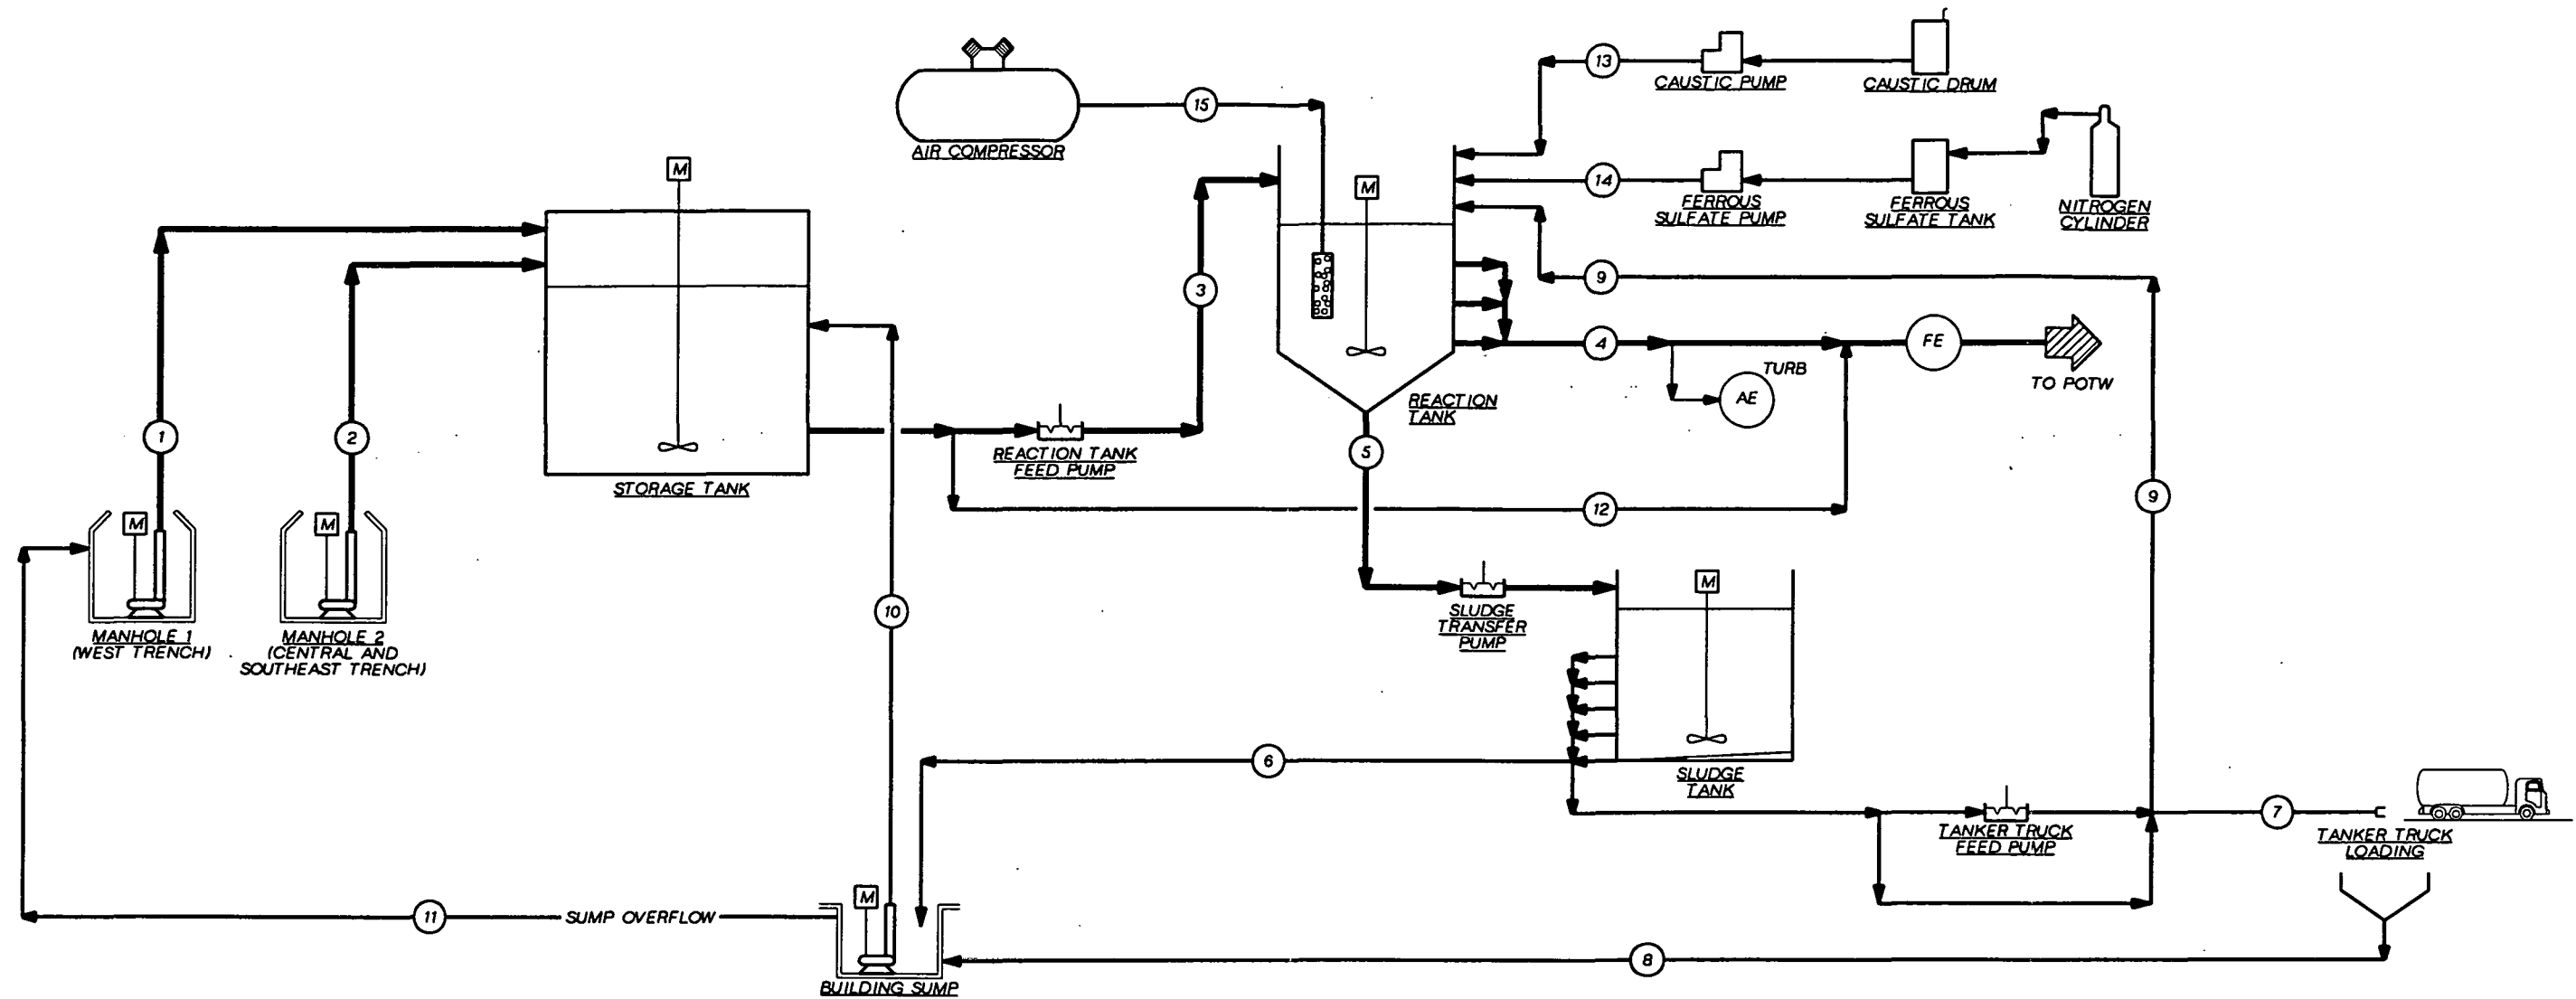 13
CAUSTIC PUMP
CAUSTIC DRUM
15
AIR COMPRESSOR
M
M
14
FERROUS
SULFATE PUMP
FERROUS
SULFATE TANK
NITROGEN
CYLINDER
9
3
4
FE
TURB
TO POTW
AE
REACTION
TANK
1
2
REACTION TANK
FEED PUMP
5
STORAGE TANK
9
12
M
M
MANHOLE 1
(WEST TRENCH)
MANHOLE 2
(CENTRAL AND
SOUTHEAST TRENCH)
10
M
SLUDGE
TRANSFER
PUMP
6
SLUDGE
TANK
7
TANKER TRUCK
FEED PUMP
TANKER TRUCK
LOADING
M
11
SUMP OVERFLOW
8
BUILDING SUMP